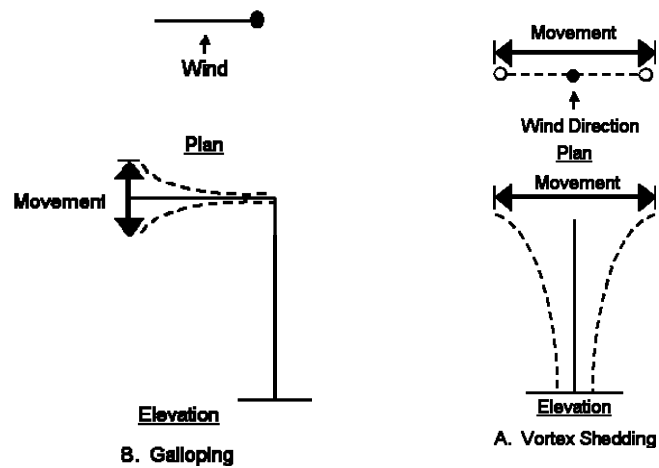 Wind
Plan
Movement
Elevation
B. Galloping
Movement
Wind Direction
Plan
Movement
Elevation
A. Vortex Shedding